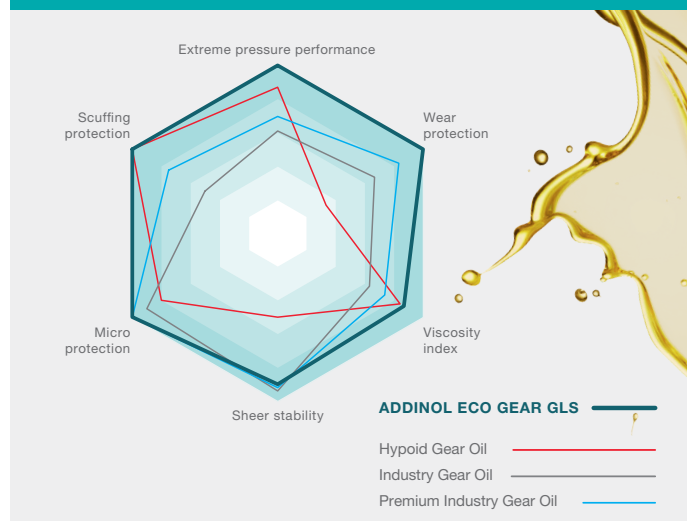 Extreme pressure performance
Scuffing
protection
Wear
protection
Micro
protection
Viscosity
index
Sheer stability
ADDINOL ECO GEAR GLS
Hypoid Gear Oil
Industry Gear Oil
Premium Industry Gear Oil